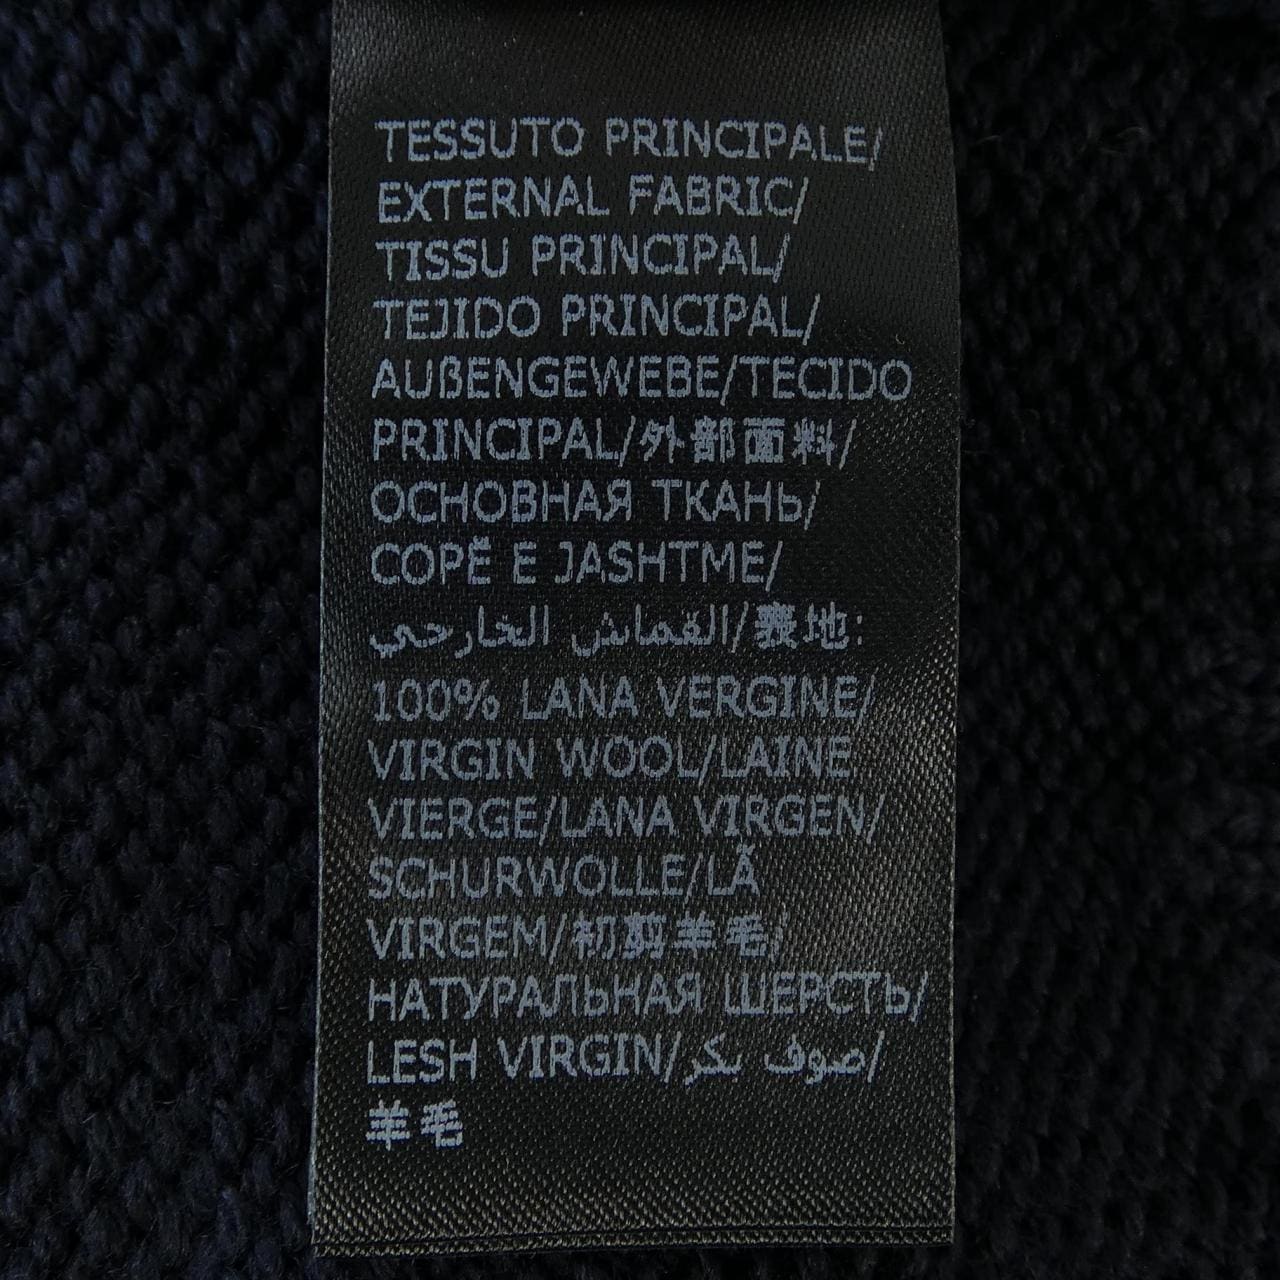 TESSUTO PRINCIPALE/
EXTERNAL FABRIC/
TISSU PRINCIPAL/
TEJIDO PRINCIPAL/
AUßENGEWEBE/TECIDO
PRINCIPAL/外部面料/
ОСНОВНАЯ ТКАНЬ/
COPË E JASHTME/
القماش الخارجي/表地:
100% LANA VERGINE/
VIRGIN WOOL/LAINE
VIERGE/LANA VIRGEN/
SCHURWOLLE/LÃ
VIRGEM/初剪羊毛/
НАТУРАЛЬНАЯ ШЕРСТЬ/
LESH VIRGIN/صوف بكر/
羊毛